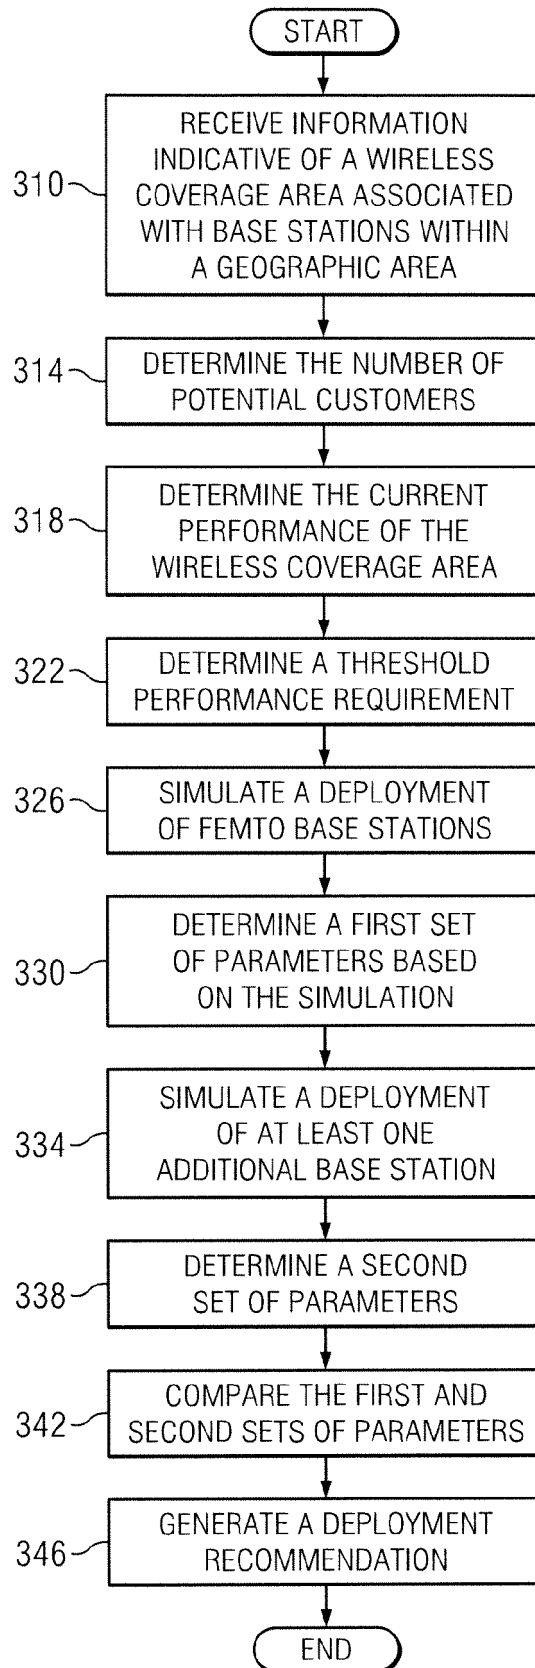 START
310
RECEIVE INFORMATION
INDICATIVE OF A WIRELESS
COVERAGE AREA ASSOCIATED
WITH BASE STATIONS WITHIN
A GEOGRAPHIC AREA
314
DETERMINE THE NUMBER OF
POTENTIAL CUSTOMERS
318
DETERMINE THE CURRENT
PERFORMANCE OF THE
WIRELESS COVERAGE AREA
322
DETERMINE A THRESHOLD
PERFORMANCE REQUIREMENT
326
SIMULATE A DEPLOYMENT
OF FEMTO BASE STATIONS
330
DETERMINE A FIRST SET
OF PARAMETERS BASED
ON THE SIMULATION
334
SIMULATE A DEPLOYMENT
OF AT LEAST ONE
ADDITIONAL BASE STATION
338
DETERMINE A SECOND
SET OF PARAMETERS
342
COMPARE THE FIRST AND
SECOND SETS OF PARAMETERS
346
GENERATE A DEPLOYMENT
RECOMMENDATION
END